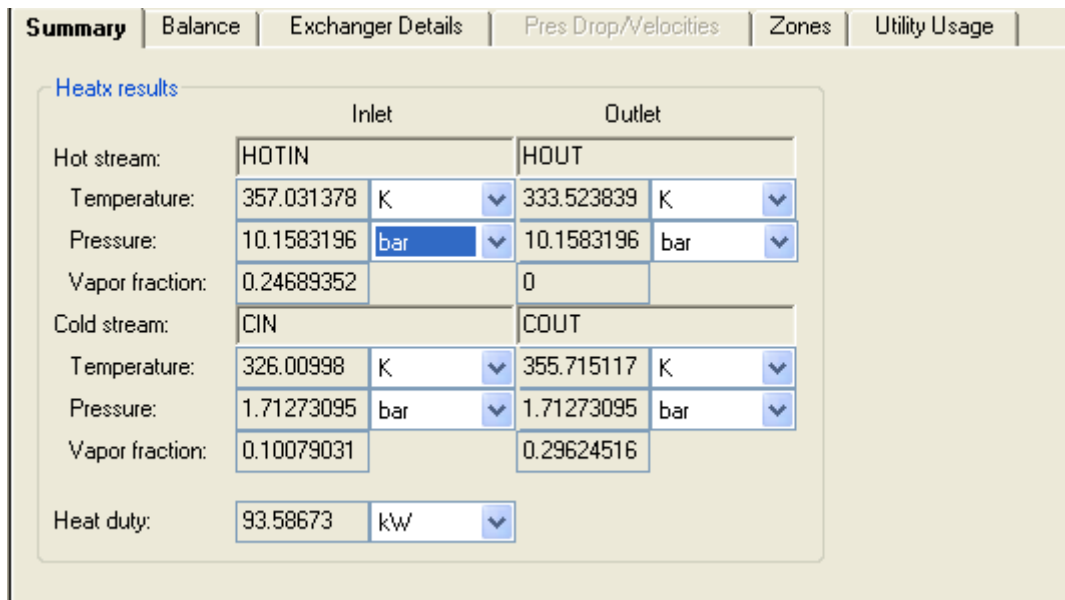 Summary Balance Exchanger Details Pres Drop/Velocities Zones Utility Usage
Heatx results
Inlet Outlet
Hot stream: HOTIN HOUT
Temperature: 357.031378 K 333.523839 K
Pressure: 10.1583196 bar 10.1583196 bar
Vapor fraction: 0.24689352 0
Cold stream: CIN COUT
Temperature: 326.00998 K 355.715117 K
Pressure: 1.71273095 bar 1.71273095 bar
Vapor fraction: 0.10079031 0.29624516
Heat duty: 93.58673 kW